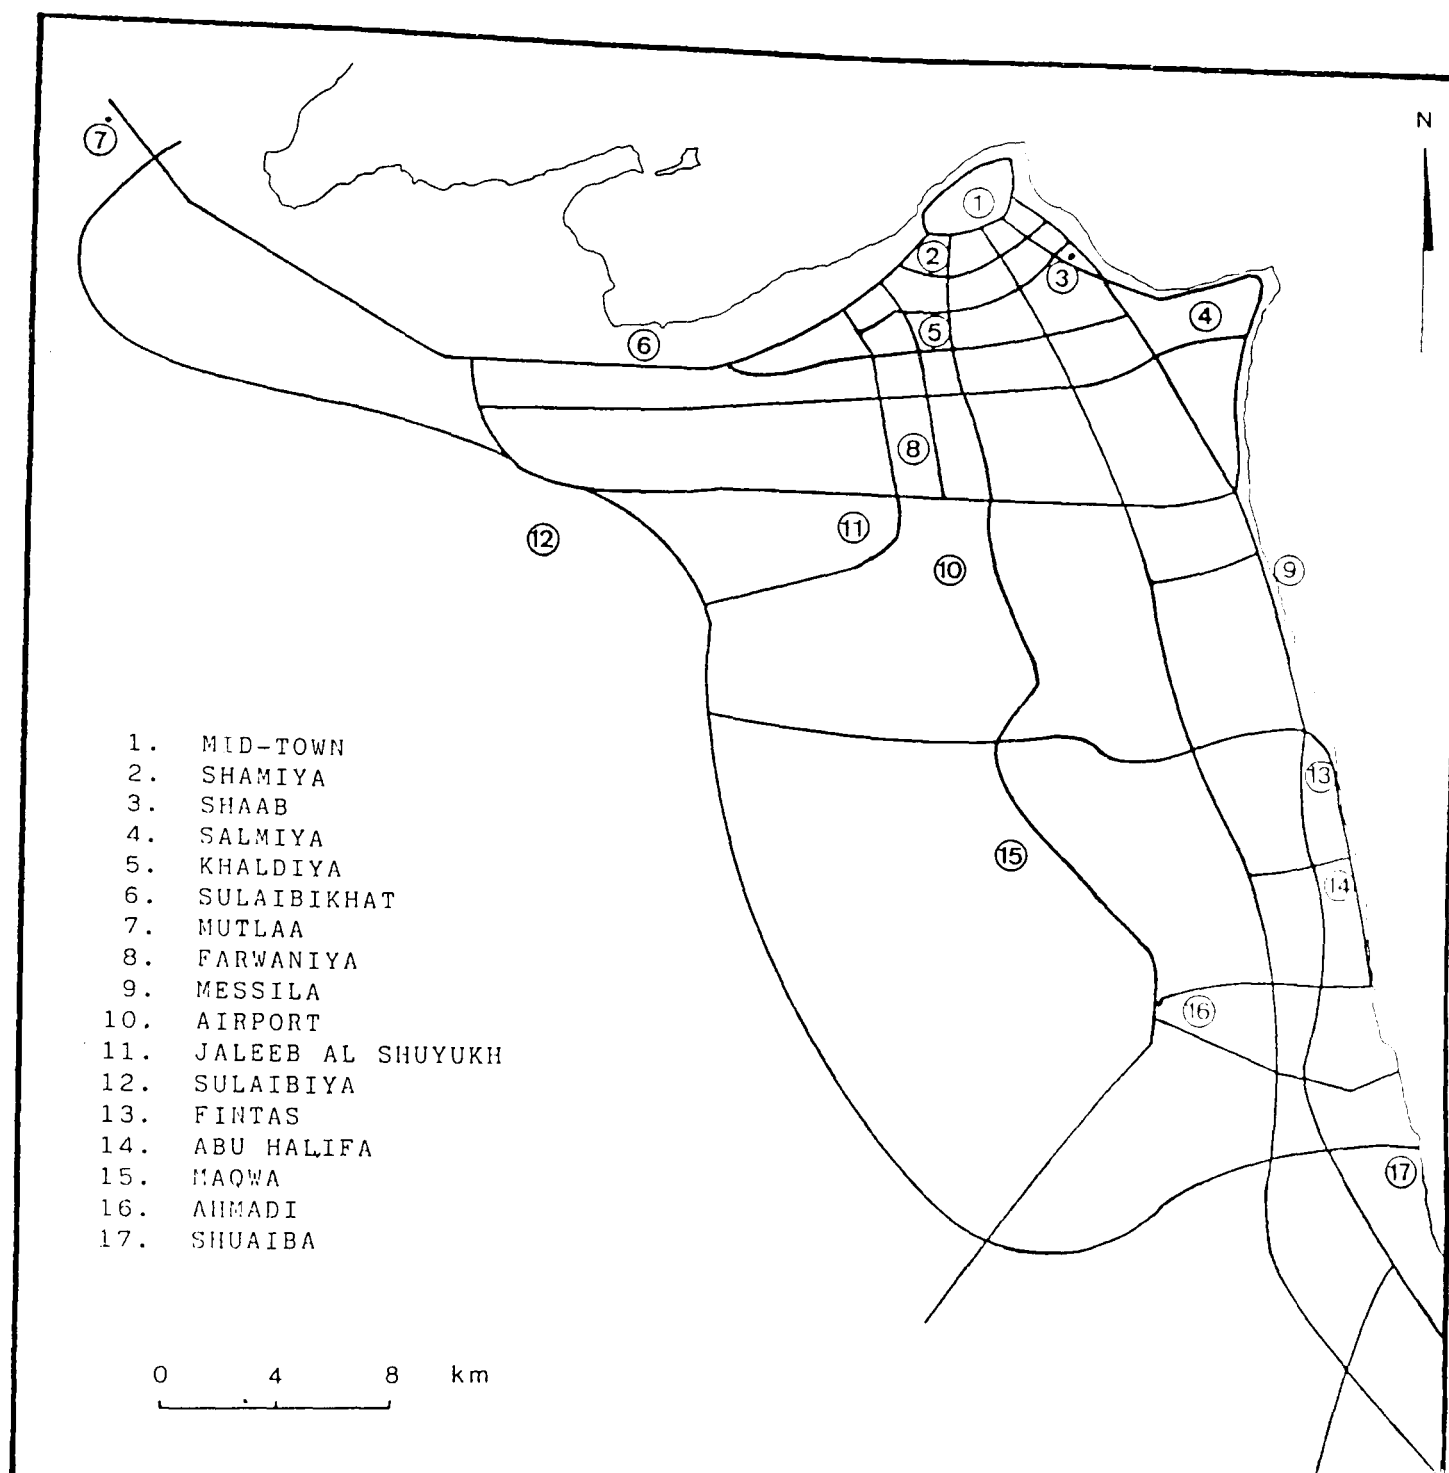 N
7
1
2
3
4
5
6
8
11
12
10
9
1. MID-TOWN
2. SHAMIYA
3. SHAAB
4. SALMIYA
5. KHALDIYA
6. SULAIBIKHAT
7. MUTLAA
8. FARWANIYA
9. MESSILA
10. AIRPORT
11. JALEEB AL SHUYUKH
12. SULAIBIYA
13. FINTAS
14. ABU HALIFA
15. MAQWA
16. AHMADI
17. SHUAIBA
13
15
14
16
17
0 4 8 km